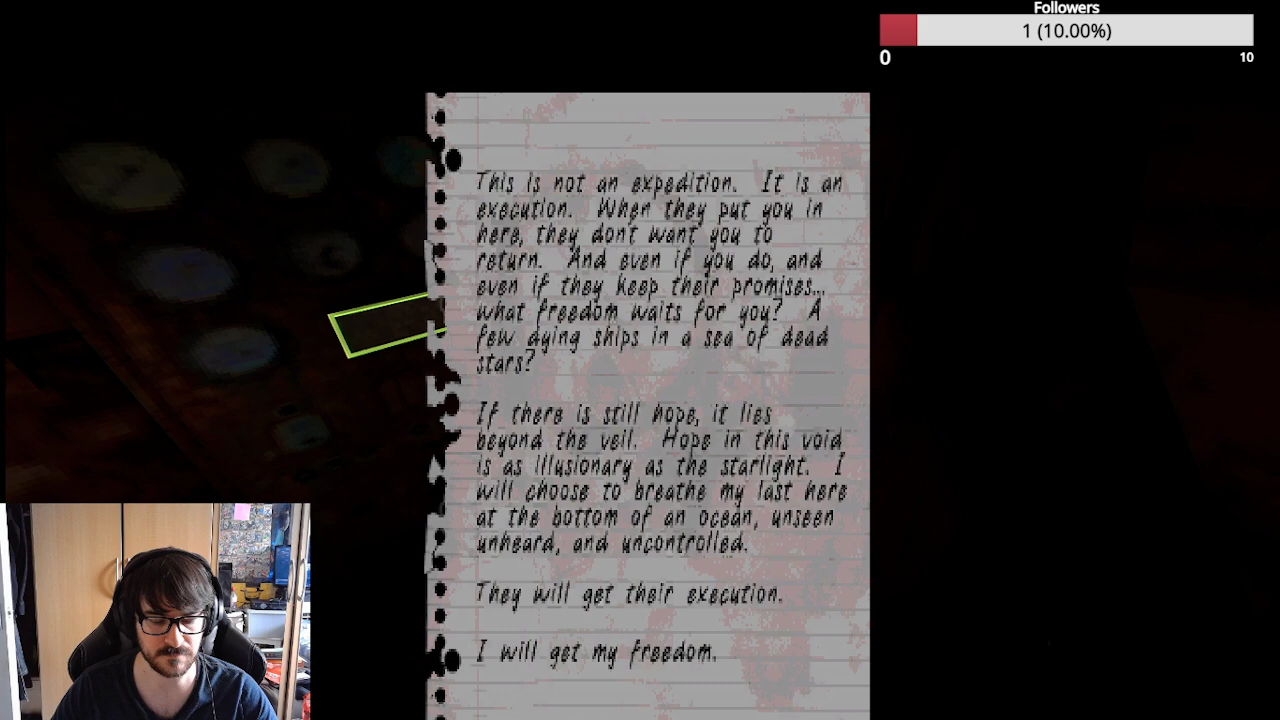 Followers
1 (10.00%)
0
10
This is not an expedition. It is an
execution. When they put you in
here, they don't want you to
return. And even if you do, and
even if they keep their promises...
what freedom waits for you? A
few dying ships in a sea of dead
stars?
If there is still hope, it lies
beyond the veil. Hope in this void
is as illusionary as the starlight. I
will choose to breathe my last here
at the bottom of an ocean, unseen
unheard, and uncontrolled.
They will get their execution.
I will get my freedom.